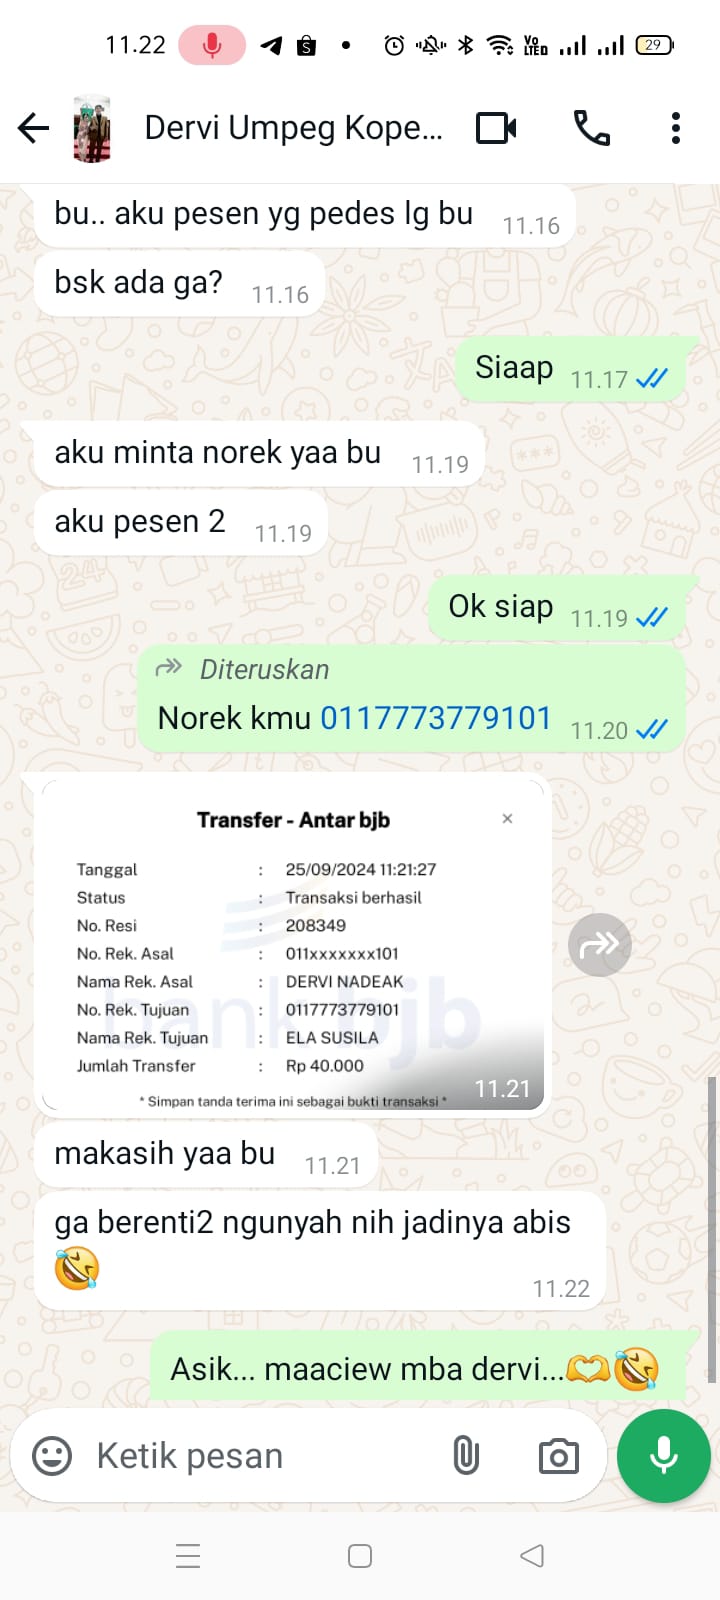 11.22
VoLTED
29
Dervi Umpeg Kope...
bu.. aku pesen yg pedes lg bu 11.16
bsk ada ga? 11.16
Siaap 11.17
aku minta norek yaa bu 11.19
aku pesen 2 11.19
Ok siap 11.19
Diteruskan
Norek kmu 0117773779101 11.20
Transfer - Antar bjb ×
Tanggal : 25/09/2024 11:21:27
Status : Transaksi berhasil
No. Resi : 208349
No. Rek. Asal : 011xxxxxxx101
Nama Rek. Asal : DERVI NADEAK
No. Rek. Tujuan : 0117773779101
Nama Rek. Tujuan : ELA SUSILA
Jumlah Transfer : Rp 40.000
bank bjb
* Simpan tanda terima ini sebagai bukti transaksi *
11.21
makasih yaa bu 11.21
ga berenti2 ngunyah nih jadinya abis
🤣
11.22
Asik... maaciew mba dervi...🫶🤣
Ketik pesan